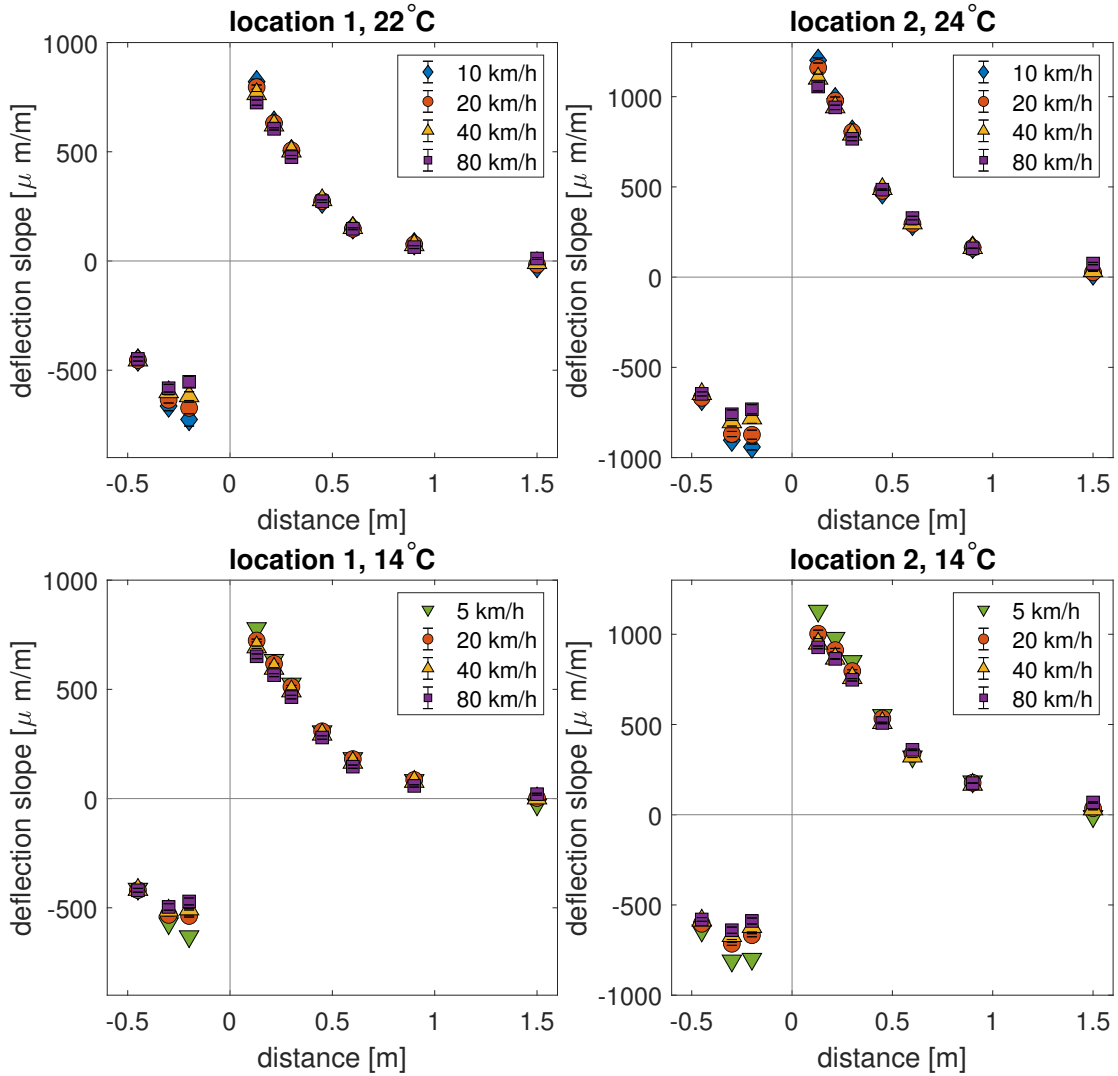 location 1, 22°C
1000
500
0
-500
-0.5 0 0.5 1 1.5
distance [m]
deflection slope [μ m/m]
10 km/h
20 km/h
40 km/h
80 km/h
location 2, 24°C
1000
500
0
-500
-1000
-0.5 0 0.5 1 1.5
distance [m]
deflection slope [μ m/m]
10 km/h
20 km/h
40 km/h
80 km/h
location 1, 14°C
1000
500
0
-500
-0.5 0 0.5 1 1.5
distance [m]
deflection slope [μ m/m]
5 km/h
20 km/h
40 km/h
80 km/h
location 2, 14°C
1000
500
0
-500
-1000
-0.5 0 0.5 1 1.5
distance [m]
deflection slope [μ m/m]
5 km/h
20 km/h
40 km/h
80 km/h